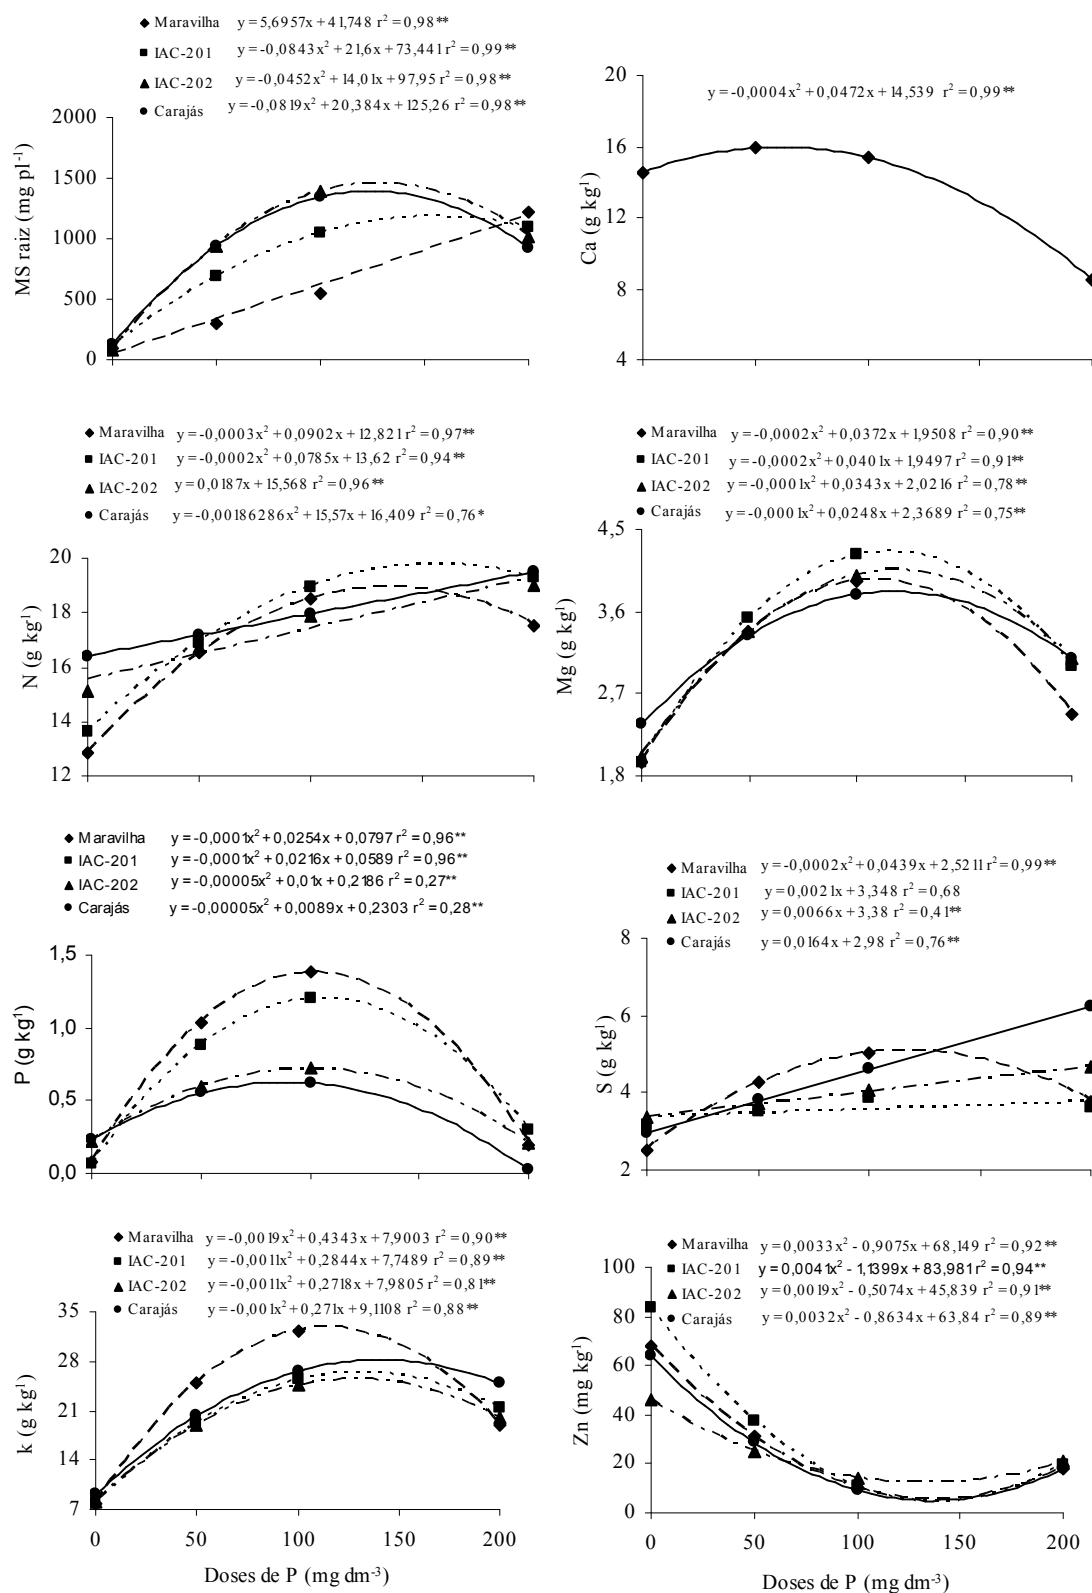 Maravilha y = 5,6957x + 41,748 r² = 0,98**
IAC-201 y = -0,0843x² + 21,6x + 73,441 r² = 0,99**
IAC-202 y = -0,0452x² + 14,01x + 97,95 r² = 0,98**
Carajás y = -0,0819x² + 20,384x + 125,26 r² = 0,98**
MS raiz (mg pl⁻¹)
2000
1500
1000
500
0
y = -0,0004x² + 0,0472x + 14,539 r² = 0,99**
Ca (g kg¹)
20
16
12
8
4
Maravilha y = -0,0003x² + 0,0902x + 12,821 r² = 0,97**
IAC-201 y = -0,0002x² + 0,0785x + 13,62 r² = 0,94**
IAC-202 y = 0,0187x + 15,568 r² = 0,96**
Carajás y = -0,00186286x² + 15,57x + 16,409 r² = 0,76*
N (g kg¹)
20
18
16
14
12
Maravilha y = -0,0002x² + 0,0372x + 1,9508 r² = 0,90**
IAC-201 y = -0,0002x² + 0,0401x + 1,9497 r² = 0,91**
IAC-202 y = -0,0001x² + 0,0343x + 2,0216 r² = 0,78**
Carajás y = -0,0001x² + 0,0248x + 2,3689 r² = 0,75**
Mg (g kg¹)
4,5
3,6
2,7
1,8
Maravilha y = -0,0001x² + 0,0254x + 0,0797 r² = 0,96**
IAC-201 y = -0,0001x² + 0,0216x + 0,0589 r² = 0,96**
IAC-202 y = -0,00005x² + 0,01x + 0,2186 r² = 0,27**
Carajás y = -0,00005x² + 0,0089x + 0,2303 r² = 0,28**
P (g kg¹)
1,5
1,0
0,5
0,0
Maravilha y = -0,0002x² + 0,0439x + 2,5211 r² = 0,99**
IAC-201 y = 0,0021x + 3,348 r² = 0,68
IAC-202 y = 0,0066x + 3,38 r² = 0,41**
Carajás y = 0,0164x + 2,98 r² = 0,76**
S (g kg¹)
8
6
4
2
Maravilha y = -0,0019x² + 0,4343x + 7,9003 r² = 0,90**
IAC-201 y = -0,0011x² + 0,2844x + 7,7489 r² = 0,89**
IAC-202 y = -0,0011x² + 0,2718x + 7,9805 r² = 0,81**
Carajás y = -0,001x² + 0,271x + 9,1108 r² = 0,88**
k (g kg¹)
35
28
21
14
7
0 50 100 150 200
Doses de P (mg dm⁻³)
Maravilha y = 0,0033x² - 0,9075x + 68,149 r² = 0,92**
IAC-201 y = 0,0041x² - 1,1399x + 83,981 r² = 0,94**
IAC-202 y = 0,0019x² - 0,5074x + 45,839 r² = 0,91**
Carajás y = 0,0032x² - 0,8634x + 63,84 r² = 0,89**
Zn (mg kg¹)
100
80
60
40
20
0
0 50 100 150 200
Doses de P (mg dm⁻³)